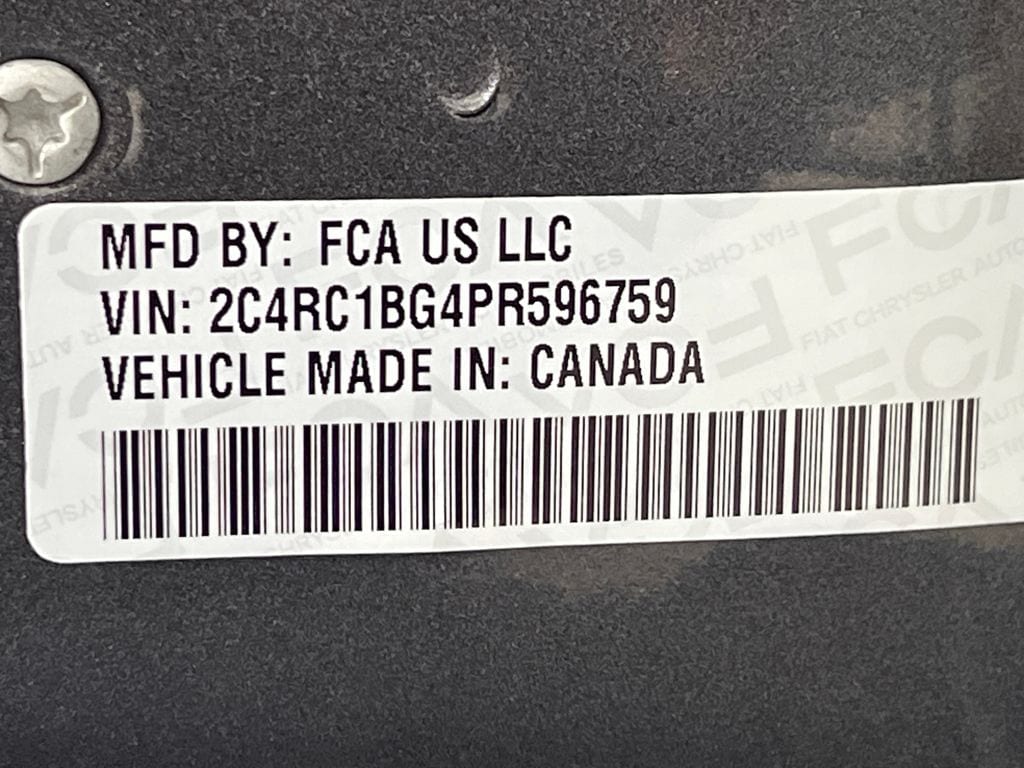 MFD BY: FCA US LLC
VIN: 2C4RC1BG4PR596759
VEHICLE MADE IN: CANADA